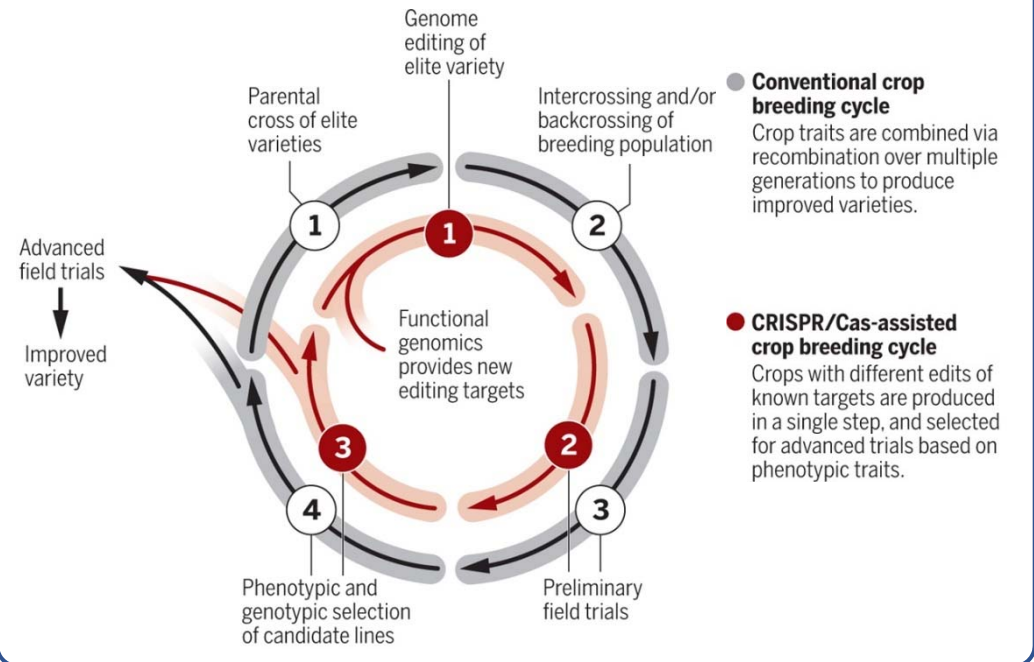 Genome
editing of
elite variety
Parental
cross of elite
varieties
Intercrossing and/or
backcrossing of
breeding population
Conventional crop
breeding cycle
Crop traits are combined via
recombination over multiple
generations to produce
improved varieties.
1
1
2
Advanced
field trials
Improved
variety
Functional
genomics
provides new
editing targets
CRISPR/Cas-assisted
crop breeding cycle
Crops with different edits of
known targets are produced
in a single step, and selected
for advanced trials based on
phenotypic traits.
3
2
4
3
Phenotypic and
genotypic selection
of candidate lines
Preliminary
field trials